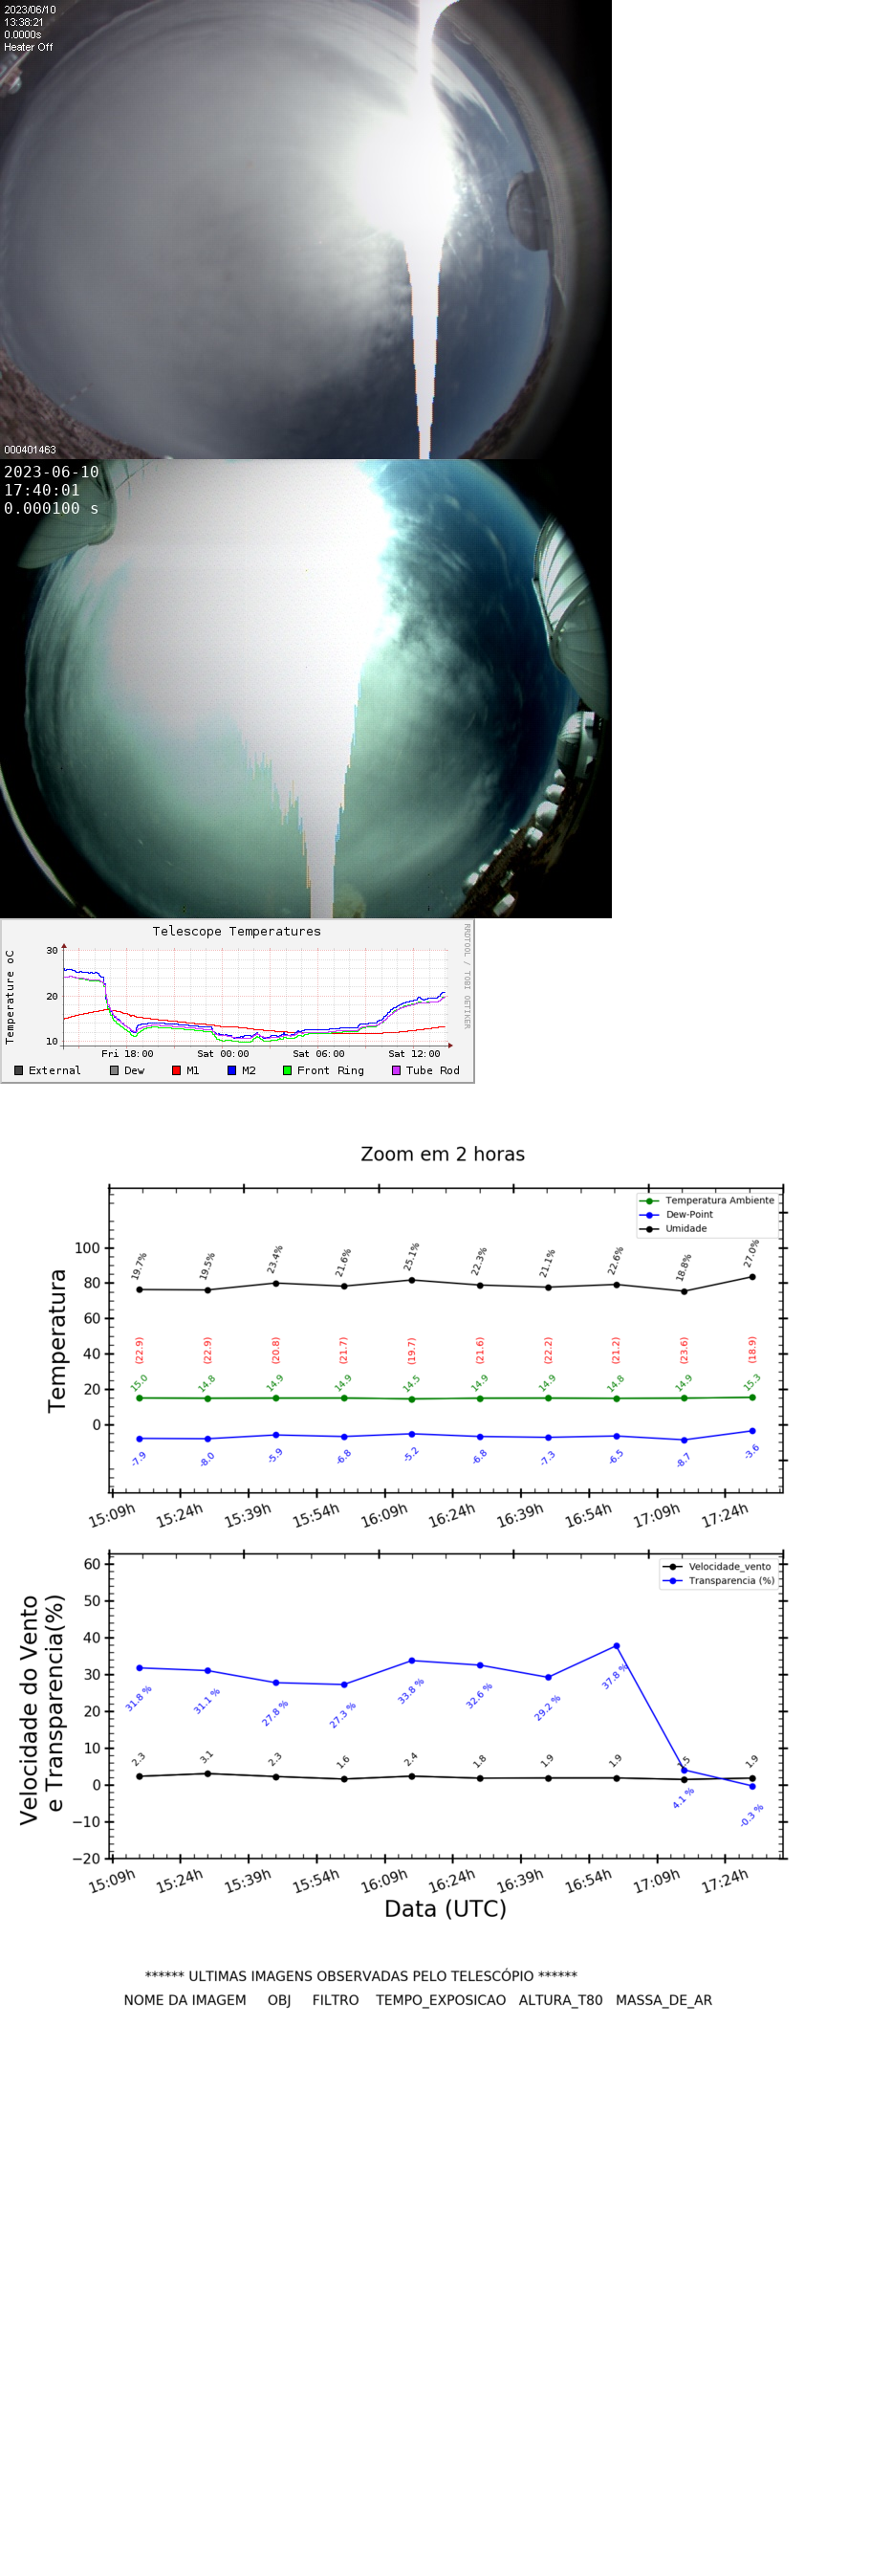 2023/06/10
13:38:21
0.0000s
Heater Off
000401463
2023-06-10
17:40:01
0.000100 s
Telescope Temperatures
RRDTOOL / TOBI OETIKER
Temperature oC
30
20
10
Fri 18:00 Sat 00:00 Sat 06:00 Sat 12:00
External Dew M1 M2 Front Ring Tube Rod
Zoom em 2 horas
Temperatura Ambiente
Dew-Point
Umidade
Temperatura
100
80
60
40
20
0
19.7% 19.5% 23.4% 21.6% 25.1% 22.3% 21.1% 22.6% 18.8% 27.0%
(22.9) (22.9) (20.8) (21.7) (19.7) (21.6) (22.2) (21.2) (23.6) (18.9)
15.0 14.8 14.9 14.9 14.5 14.9 14.9 14.8 14.9 15.3
-7.9 -8.0 -5.9 -6.8 -5.2 -6.8 -7.3 -6.5 -8.7 -3.6
15:09h 15:24h 15:39h 15:54h 16:09h 16:24h 16:39h 16:54h 17:09h 17:24h
Velocidade_vento
Transparencia (%)
Velocidade do Vento
e Transparencia(%)
60
50
40
30
20
10
0
−10
−20
31.8 % 31.1 % 27.8 % 27.3 % 33.8 % 32.6 % 29.2 % 37.8 % 4.1 % -0.3 %
2.3 3.1 2.3 1.6 2.4 1.8 1.9 1.9 1.5 1.9
15:09h 15:24h 15:39h 15:54h 16:09h 16:24h 16:39h 16:54h 17:09h 17:24h
Data (UTC)
****** ULTIMAS IMAGENS OBSERVADAS PELO TELESCÓPIO ******
NOME DA IMAGEM OBJ FILTRO TEMPO_EXPOSICAO ALTURA_T80 MASSA_DE_AR